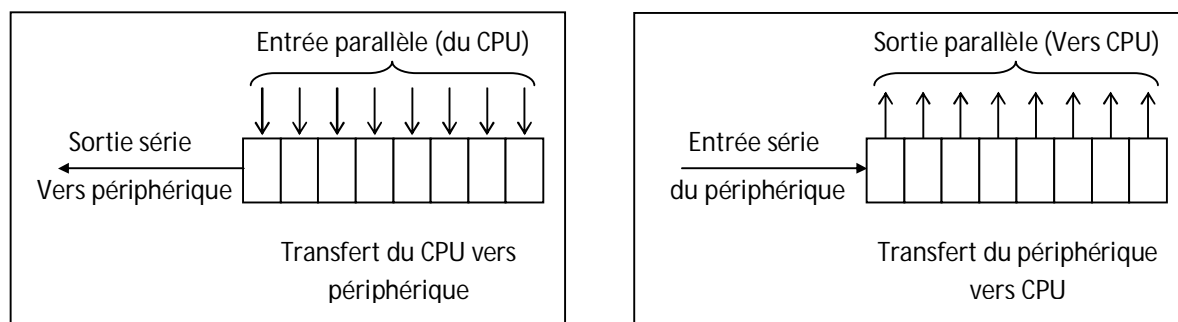 Entrée parallèle (du CPU)
Sortie série
Vers périphérique
Transfert du CPU vers
périphérique
Sortie parallèle (Vers CPU)
Entrée série
du périphérique
Transfert du périphérique
vers CPU